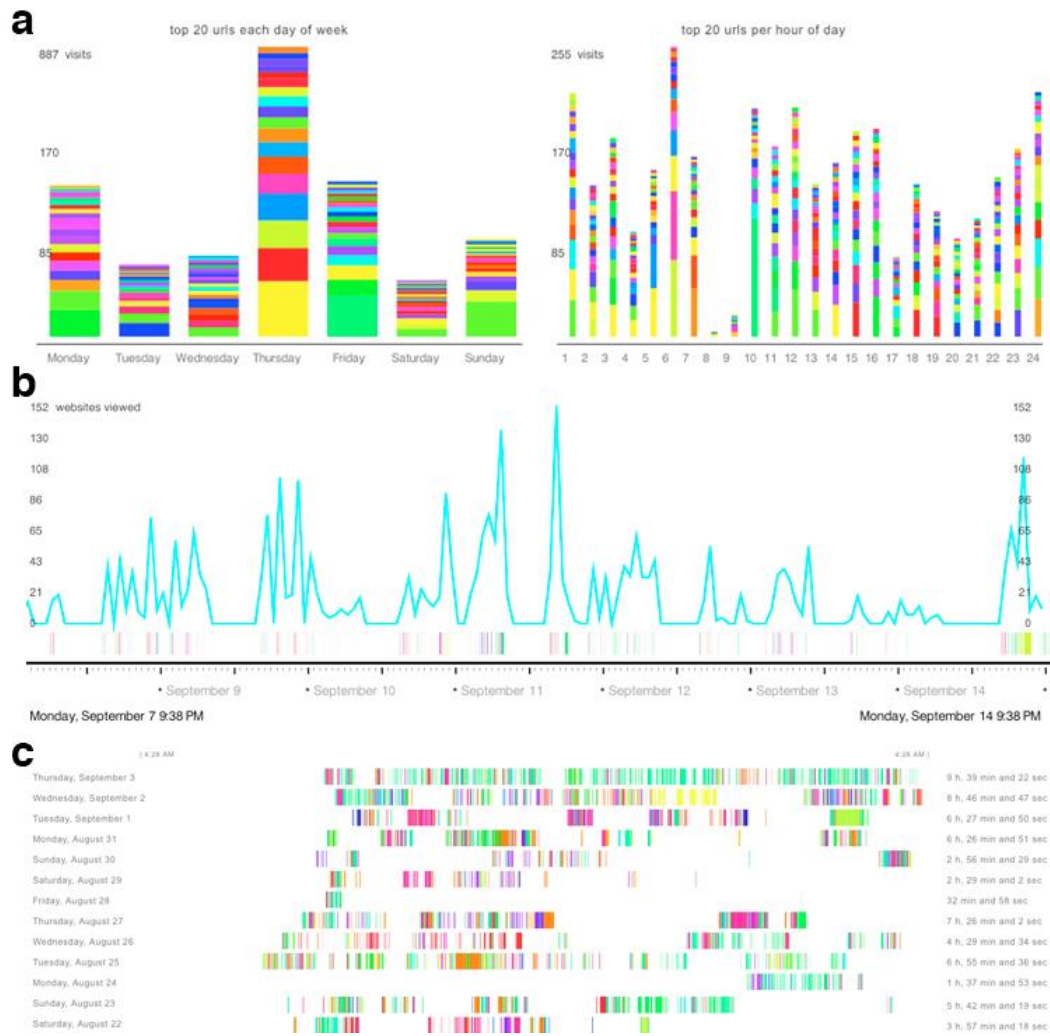 a
top 20 urls each day of week
top 20 urls per hour of day
887 visits
255 visits
170
170
85
85
Monday Tuesday Wednesday Thursday Friday Saturday Sunday
1 2 3 4 5 6 7 8 9 10 11 12 13 14 15 16 17 18 19 20 21 22 23 24
b
152 websites viewed
152
130
130
108
108
86
86
65
65
43
43
21
21
0
0
• September 9 • September 10 • September 11 • September 12 • September 13 • September 14 •
Monday, September 7 9:38 PM
Monday, September 14 9:38 PM
c
| 4:28 AM
4:28 AM |
Thursday, September 3 9 h, 39 min and 22 sec
Wednesday, September 2 8 h, 46 min and 47 sec
Tuesday, September 1 6 h, 27 min and 50 sec
Monday, August 31 6 h, 26 min and 51 sec
Sunday, August 30 2 h, 56 min and 29 sec
Saturday, August 29 2 h, 29 min and 2 sec
Friday, August 28 32 min and 58 sec
Thursday, August 27 7 h, 26 min and 2 sec
Wednesday, August 26 4 h, 29 min and 34 sec
Tuesday, August 25 6 h, 55 min and 36 sec
Monday, August 24 1 h, 37 min and 53 sec
Sunday, August 23 5 h, 42 min and 19 sec
Saturday, August 22 3 h, 57 min and 18 sec